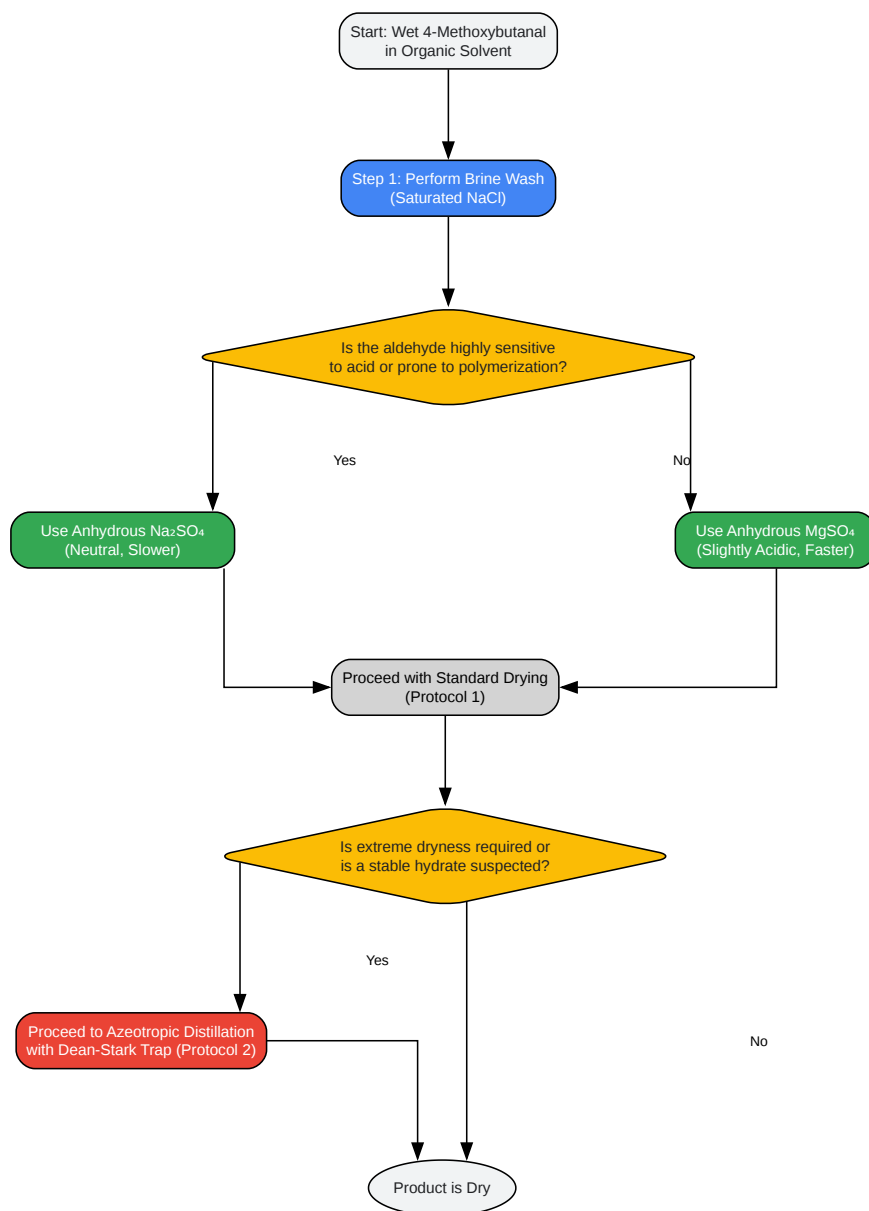 Start: Wet 4-Methoxybutanal
in Organic Solvent
Step 1: Perform Brine Wash
(Saturated NaCl)
Is the aldehyde highly sensitive
to acid or prone to polymerization?
Yes
No
Use Anhydrous Na₂SO₄
(Neutral, Slower)
Use Anhydrous MgSO₄
(Slightly Acidic, Faster)
Proceed with Standard Drying
(Protocol 1)
Is extreme dryness required or
is a stable hydrate suspected?
Yes
No
Proceed to Azeotropic Distillation
with Dean-Stark Trap (Protocol 2)
Product is Dry